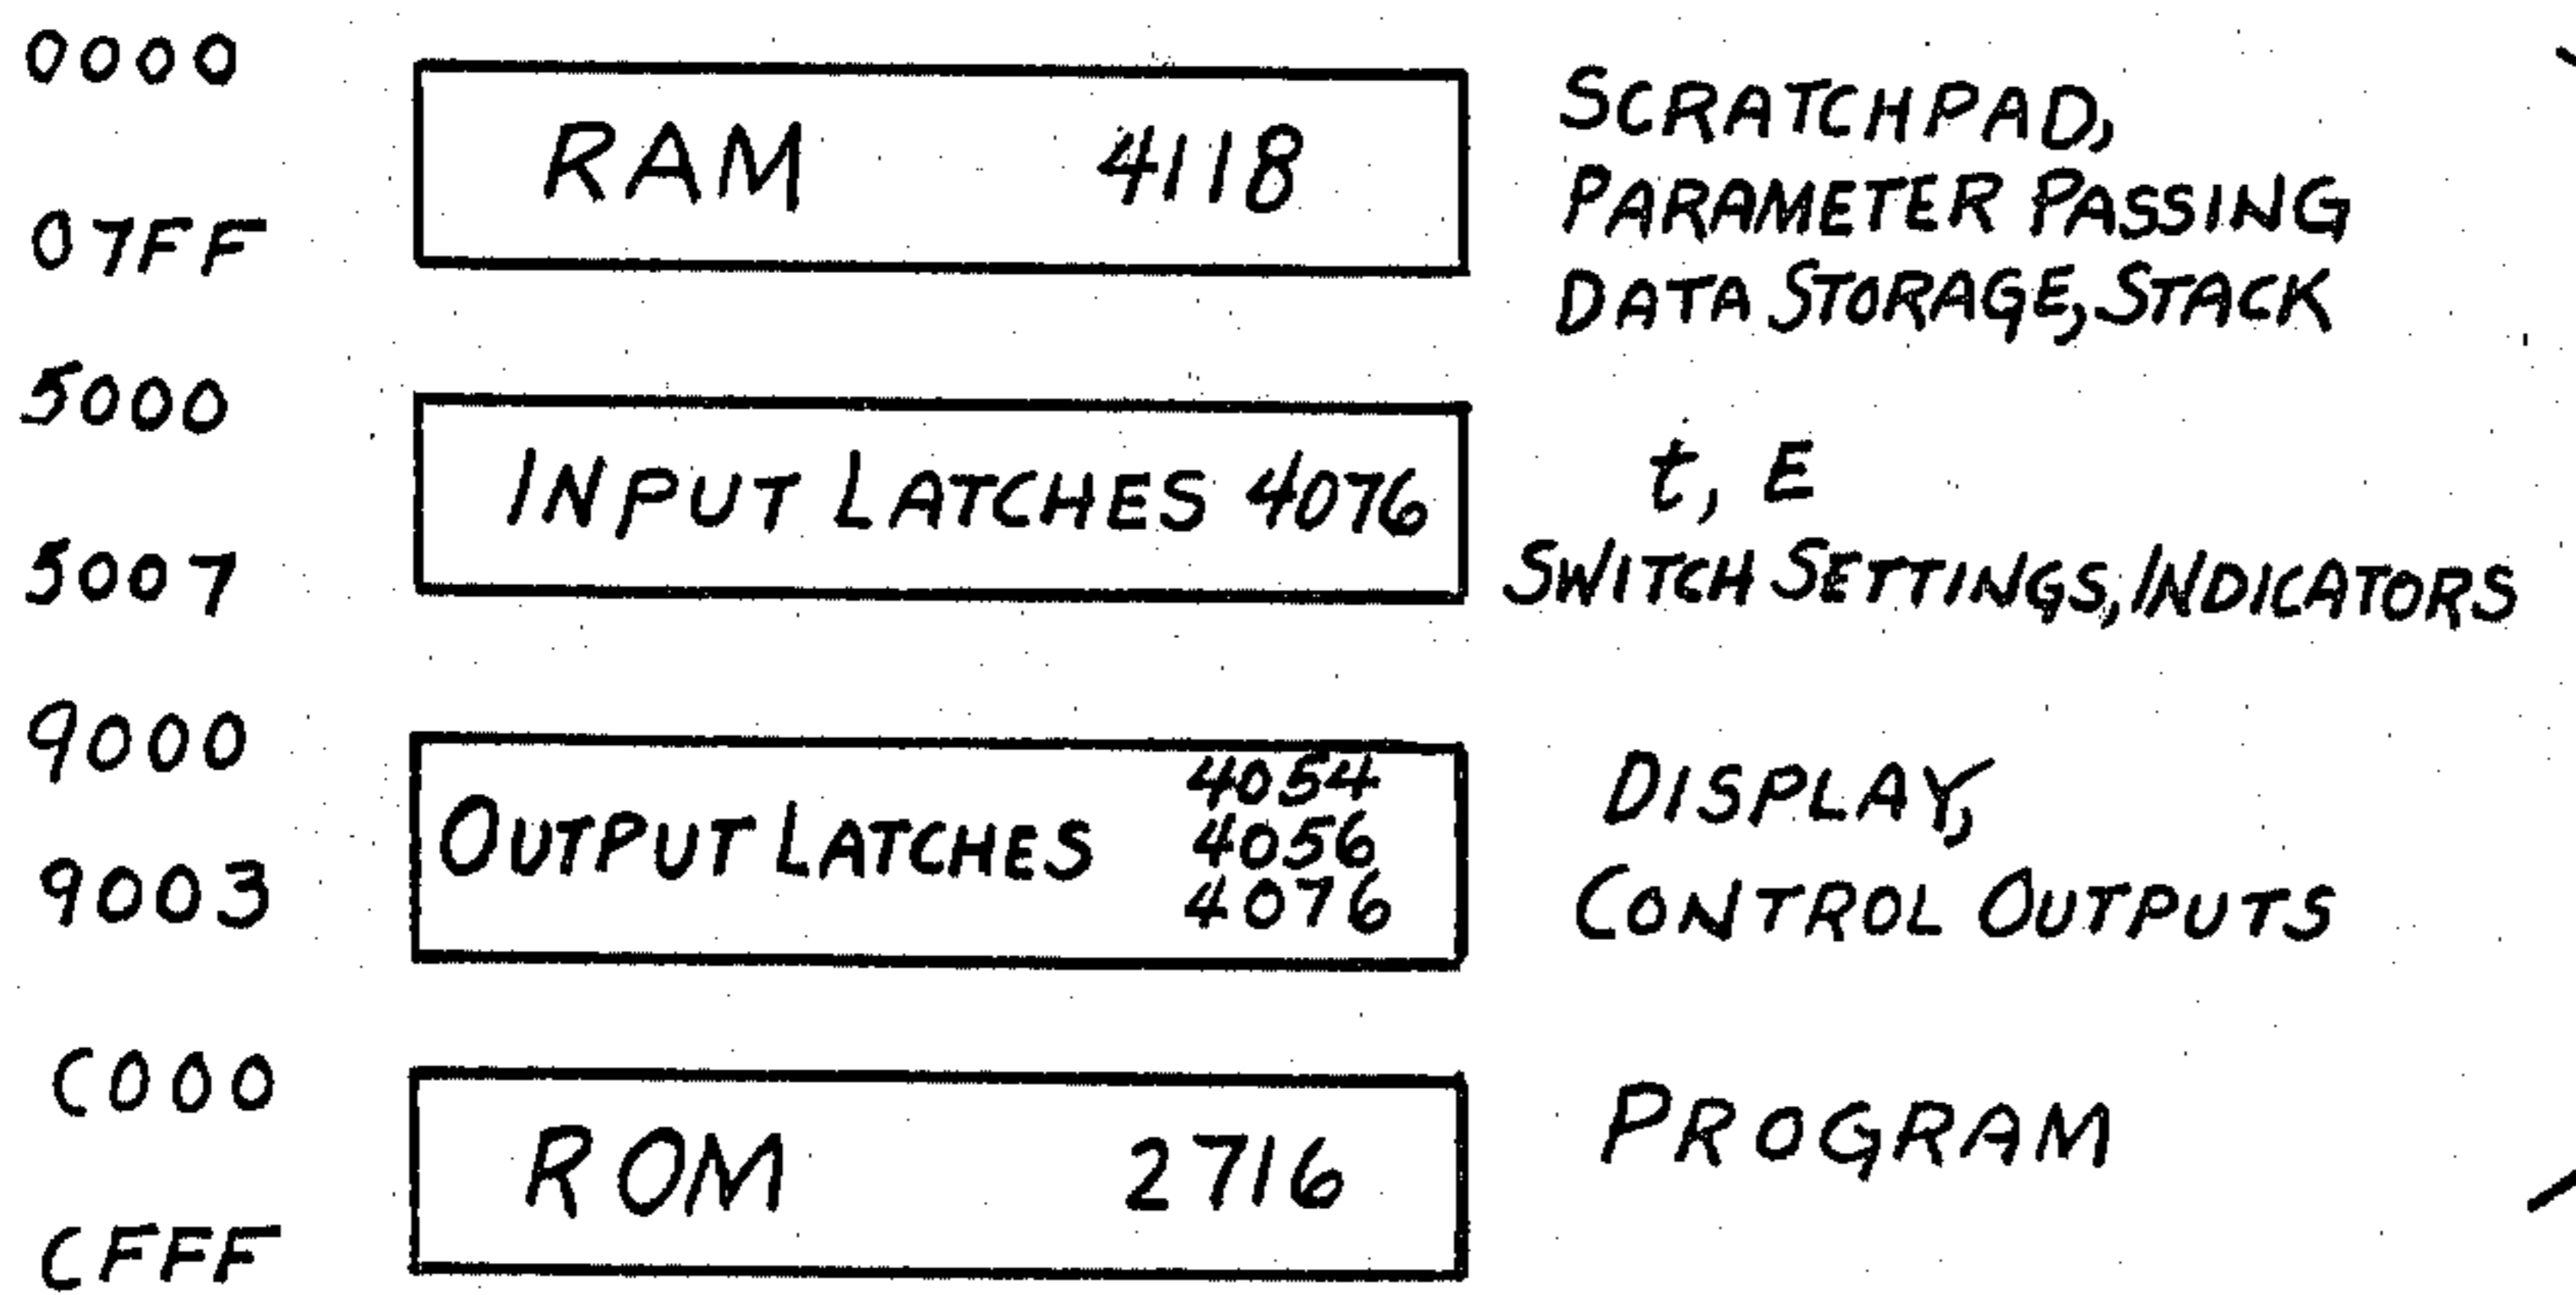 0000
RAM 4118
07FF
SCRATCHPAD,
PARAMETER PASSING
DATA STORAGE, STACK
5000
INPUT LATCHES 4076
5007
t, E
SWITCH SETTINGS, INDICATORS
9000
OUTPUT LATCHES
4054
4056
4076
9003
DISPLAY,
CONTROL OUTPUTS
C000
ROM 2716
CFFF
PROGRAM